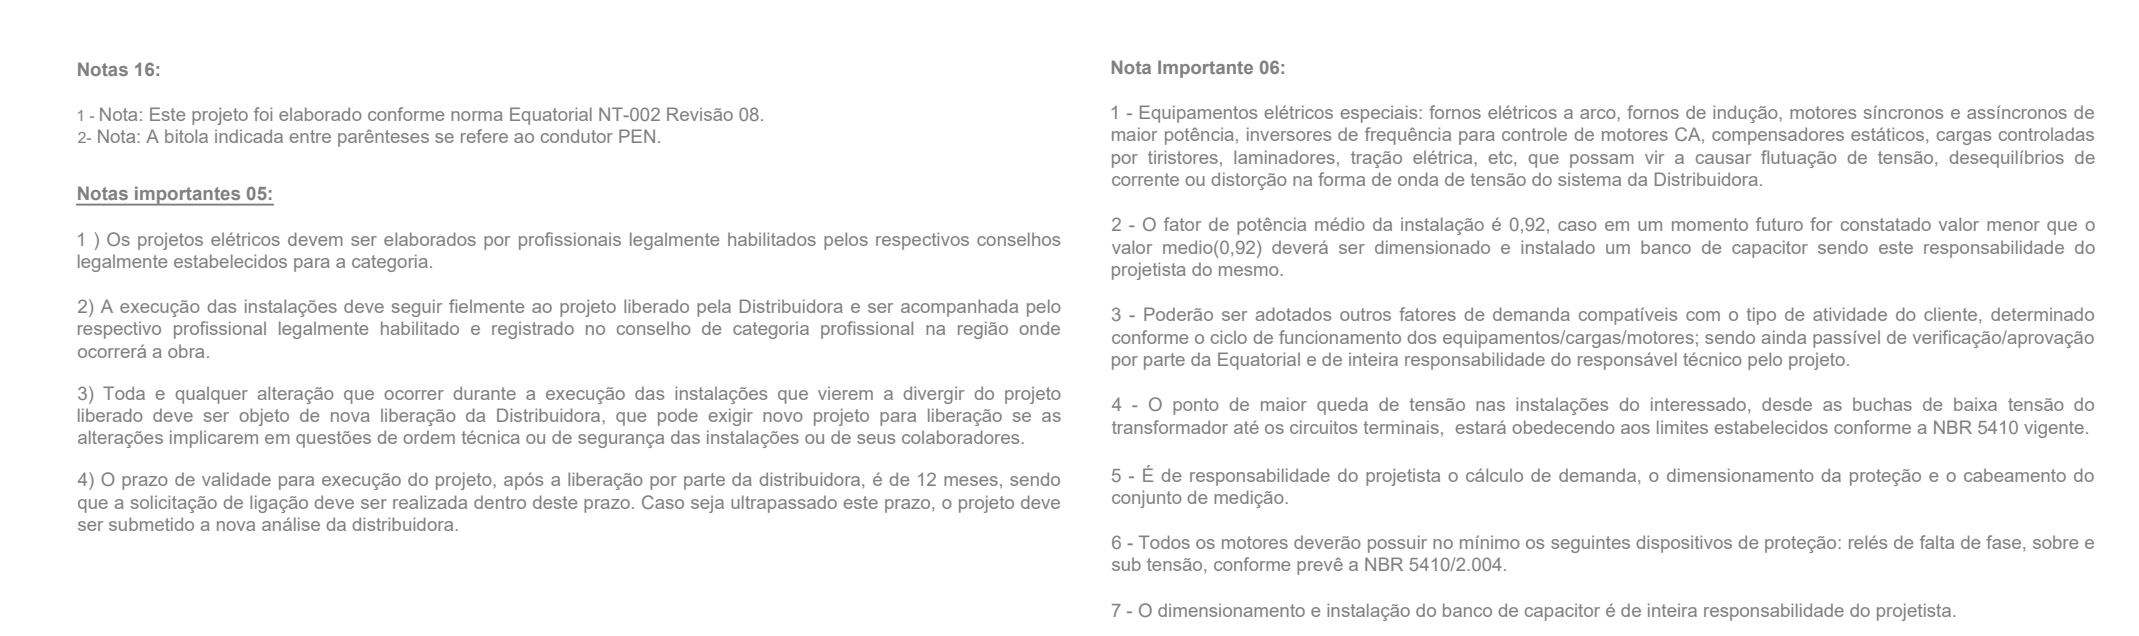 Notas 16:
1 - Nota: Este projeto foi elaborado conforme norma Equatorial NT-002 Revisão 08.
2- Nota: A bitola indicada entre parênteses se refere ao condutor PEN.
Notas importantes 05:
1 ) Os projetos elétricos devem ser elaborados por profissionais legalmente habilitados pelos respectivos conselhos
legalmente estabelecidos para a categoria.
2) A execução das instalações deve seguir fielmente ao projeto liberado pela Distribuidora e ser acompanhada pelo
respectivo profissional legalmente habilitado e registrado no conselho de categoria profissional na região onde
ocorrerá a obra.
3) Toda e qualquer alteração que ocorrer durante a execução das instalações que vierem a divergir do projeto
liberado deve ser objeto de nova liberação da Distribuidora, que pode exigir novo projeto para liberação se as
alterações implicarem em questões de ordem técnica ou de segurança das instalações ou de seus colaboradores.
4) O prazo de validade para execução do projeto, após a liberação por parte da distribuidora, é de 12 meses, sendo
que a solicitação de ligação deve ser realizada dentro deste prazo. Caso seja ultrapassado este prazo, o projeto deve
ser submetido a nova análise da distribuidora.
Nota Importante 06:
1 - Equipamentos elétricos especiais: fornos elétricos a arco, fornos de indução, motores síncronos e assíncronos de
maior potência, inversores de frequência para controle de motores CA, compensadores estáticos, cargas controladas
por tiristores, laminadores, tração elétrica, etc, que possam vir a causar flutuação de tensão, desequilíbrios de
corrente ou distorção na forma de onda de tensão do sistema da Distribuidora.
2 - O fator de potência médio da instalação é 0,92, caso em um momento futuro for constatado valor menor que o
valor medio(0,92) deverá ser dimensionado e instalado um banco de capacitor sendo este responsabilidade do
projetista do mesmo.
3 - Poderão ser adotados outros fatores de demanda compatíveis com o tipo de atividade do cliente, determinado
conforme o ciclo de funcionamento dos equipamentos/cargas/motores; sendo ainda passível de verificação/aprovação
por parte da Equatorial e de inteira responsabilidade do responsável técnico pelo projeto.
4 - O ponto de maior queda de tensão nas instalações do interessado, desde as buchas de baixa tensão do
transformador até os circuitos terminais, estará obedecendo aos limites estabelecidos conforme a NBR 5410 vigente.
5 - É de responsabilidade do projetista o cálculo de demanda, o dimensionamento da proteção e o cabeamento do
conjunto de medição.
6 - Todos os motores deverão possuir no mínimo os seguintes dispositivos de proteção: relés de falta de fase, sobre e
sub tensão, conforme prevê a NBR 5410/2.004.
7 - O dimensionamento e instalação do banco de capacitor é de inteira responsabilidade do projetista.